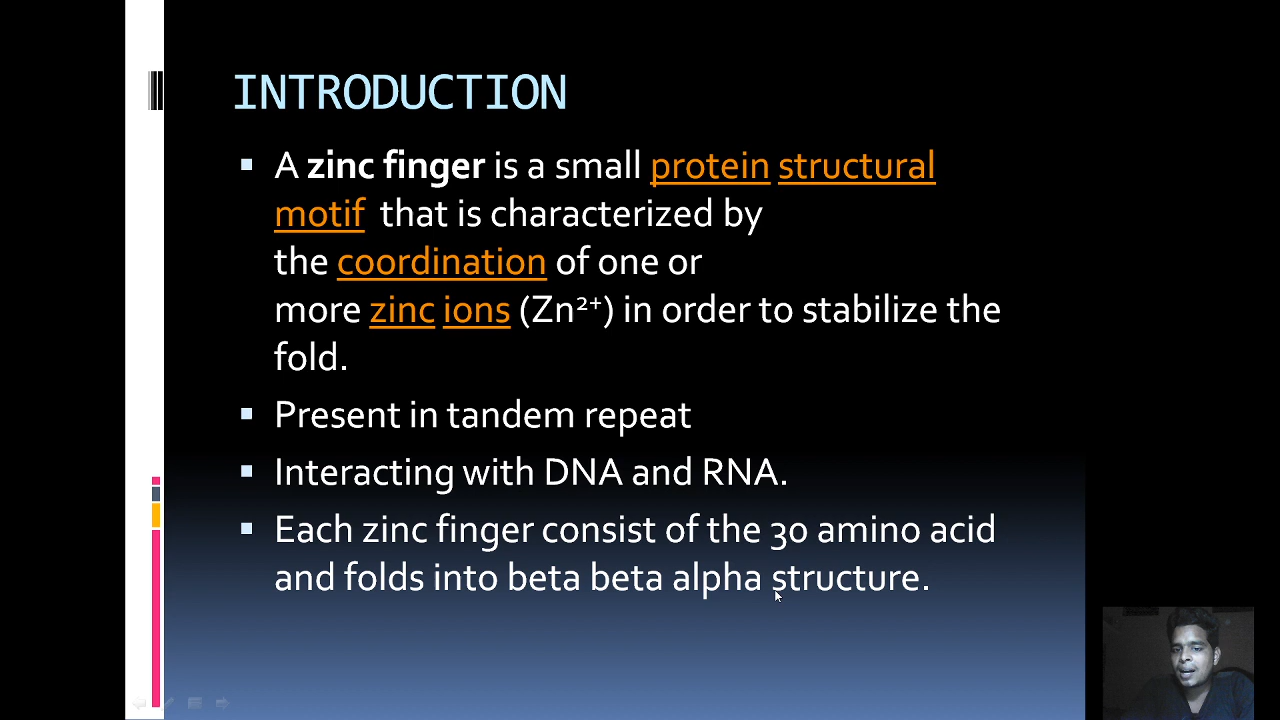 INTRODUCTION
A zinc finger is a small protein structural
motif that is characterized by
the coordination of one or
more zinc ions (Zn²⁺) in order to stabilize the
fold.
Present in tandem repeat
Interacting with DNA and RNA.
Each zinc finger consist of the 30 amino acid
and folds into beta beta alpha structure.